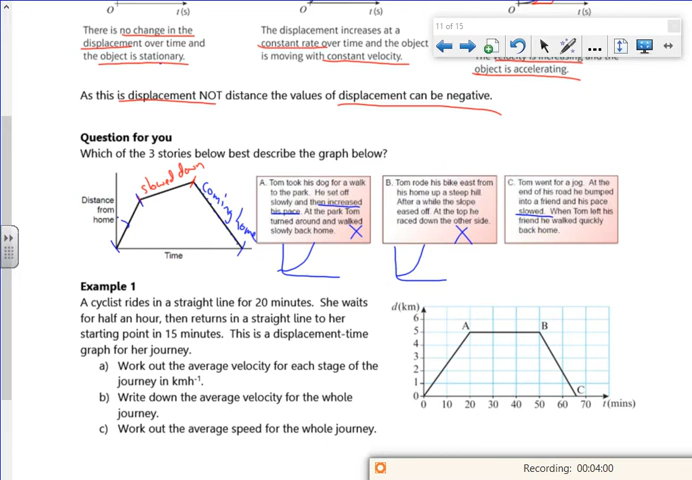 O t(s) O t(s) O t(s)
There is no change in the
displacement over time and
the object is stationary.
The displacement increases at a
constant rate over time and the object
is moving with constant velocity.
11 of 15
object is accelerating.
As this is displacement NOT distance the values of displacement can be negative.
Question for you
Which of the 3 stories below best describe the graph below?
Distance
from
home
Time
slowed down
coming home
A. Tom took his dog for a walk
to the park. He set off
slowly and then increased
his pace. At the park Tom
turned around and walked
slowly back home. X
B. Tom rode his bike east from
his home up a steep hill.
After a while the slope
eased off. At the top he
raced down the other side.
X
C. Tom went for a jog. At the
end of his road he bumped
into a friend and his pace
slowed. When Tom left his
friend he walked quickly
back home.
Example 1
A cyclist rides in a straight line for 20 minutes. She waits
for half an hour, then returns in a straight line to her
starting point in 15 minutes. This is a displacement-time
graph for her journey.
a) Work out the average velocity for each stage of the
journey in kmh⁻¹.
b) Write down the average velocity for the whole
journey.
c) Work out the average speed for the whole journey.
d(km)
6
5
4
3
2
1
0
A B
C
0 10 20 30 40 50 60 70 t(mins)
Recording: 00:04:00